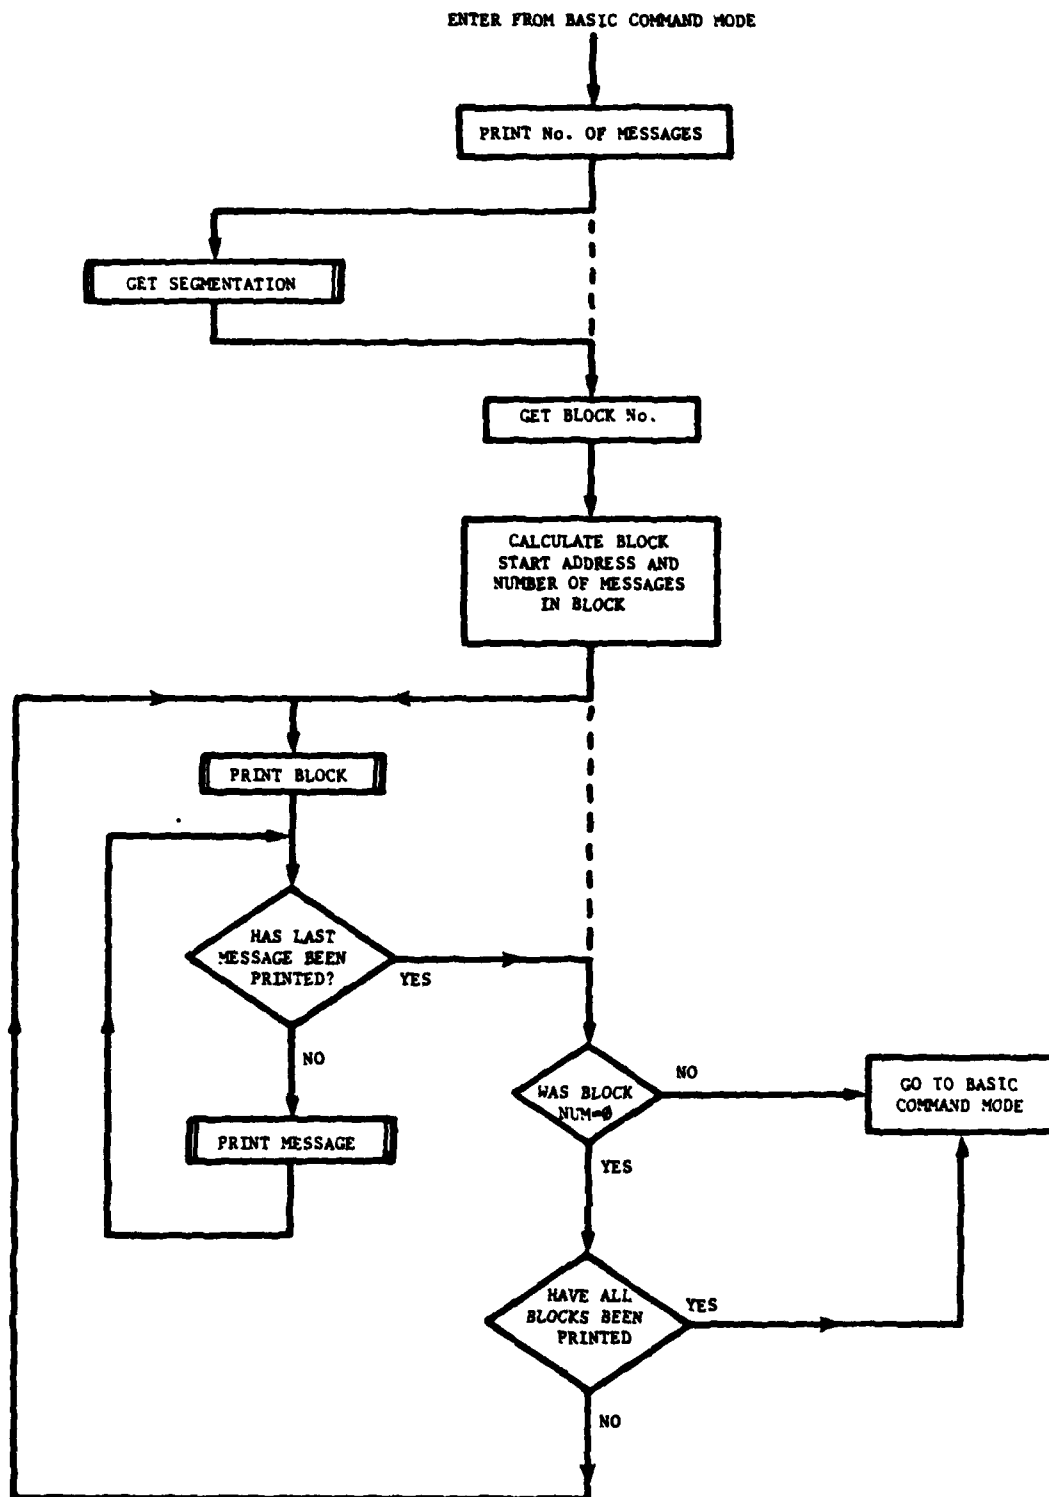 ENTER FROM BASIC COMMAND MODE
PRINT No. OF MESSAGES
GET SEGMENTATION
GET BLOCK No.
CALCULATE BLOCK
START ADDRESS AND
NUMBER OF MESSAGES
IN BLOCK
PRINT BLOCK
HAS LAST
MESSAGE BEEN
PRINTED?
YES
NO
PRINT MESSAGE
WAS BLOCK
NUM=Ø
NO
YES
GO TO BASIC
COMMAND MODE
HAVE ALL
BLOCKS BEEN
PRINTED
YES
NO